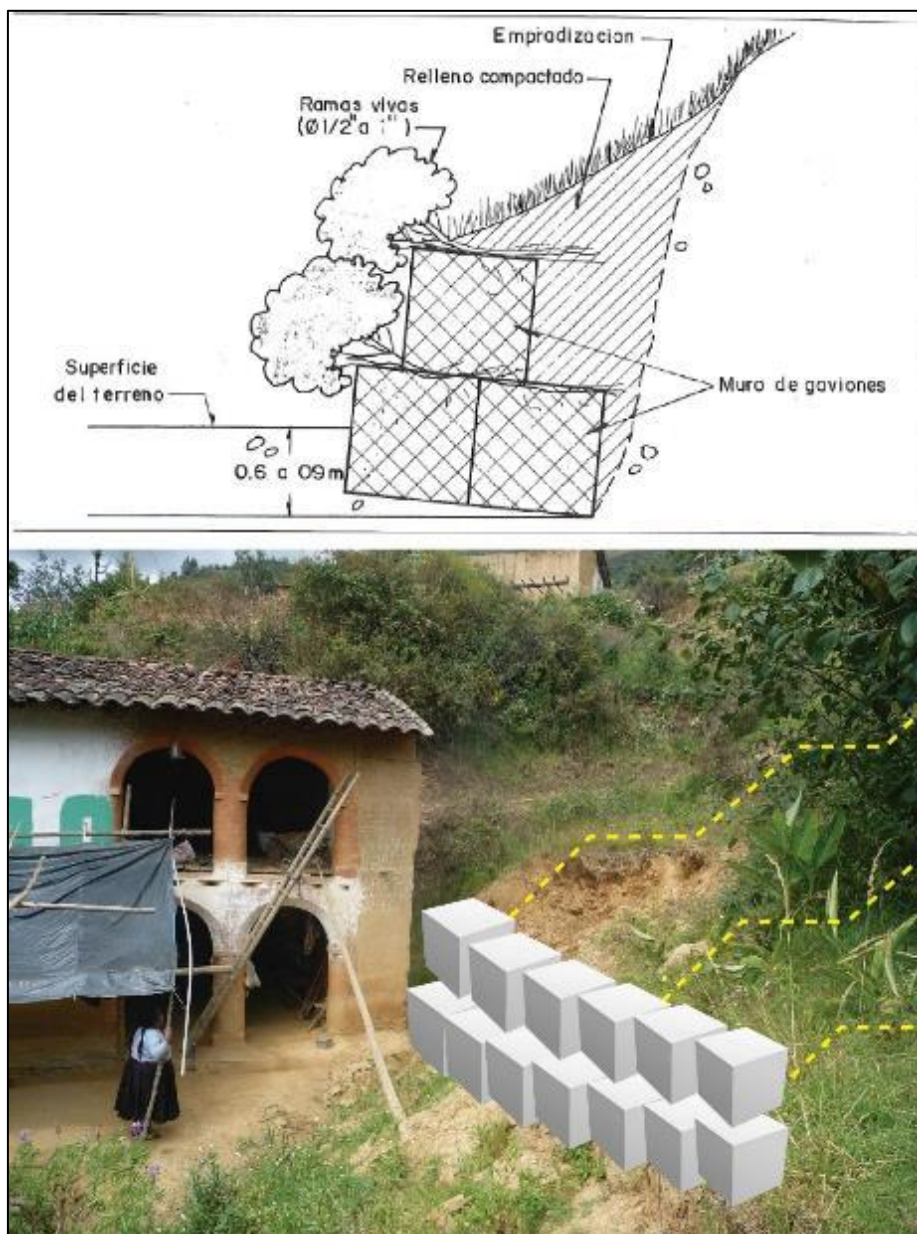 Empradizacion
Relleno compactado
Ramas vivas
(Ø1/2" a 1")
Superficie
del terreno
Muro de gaviones
0.6 a 09m